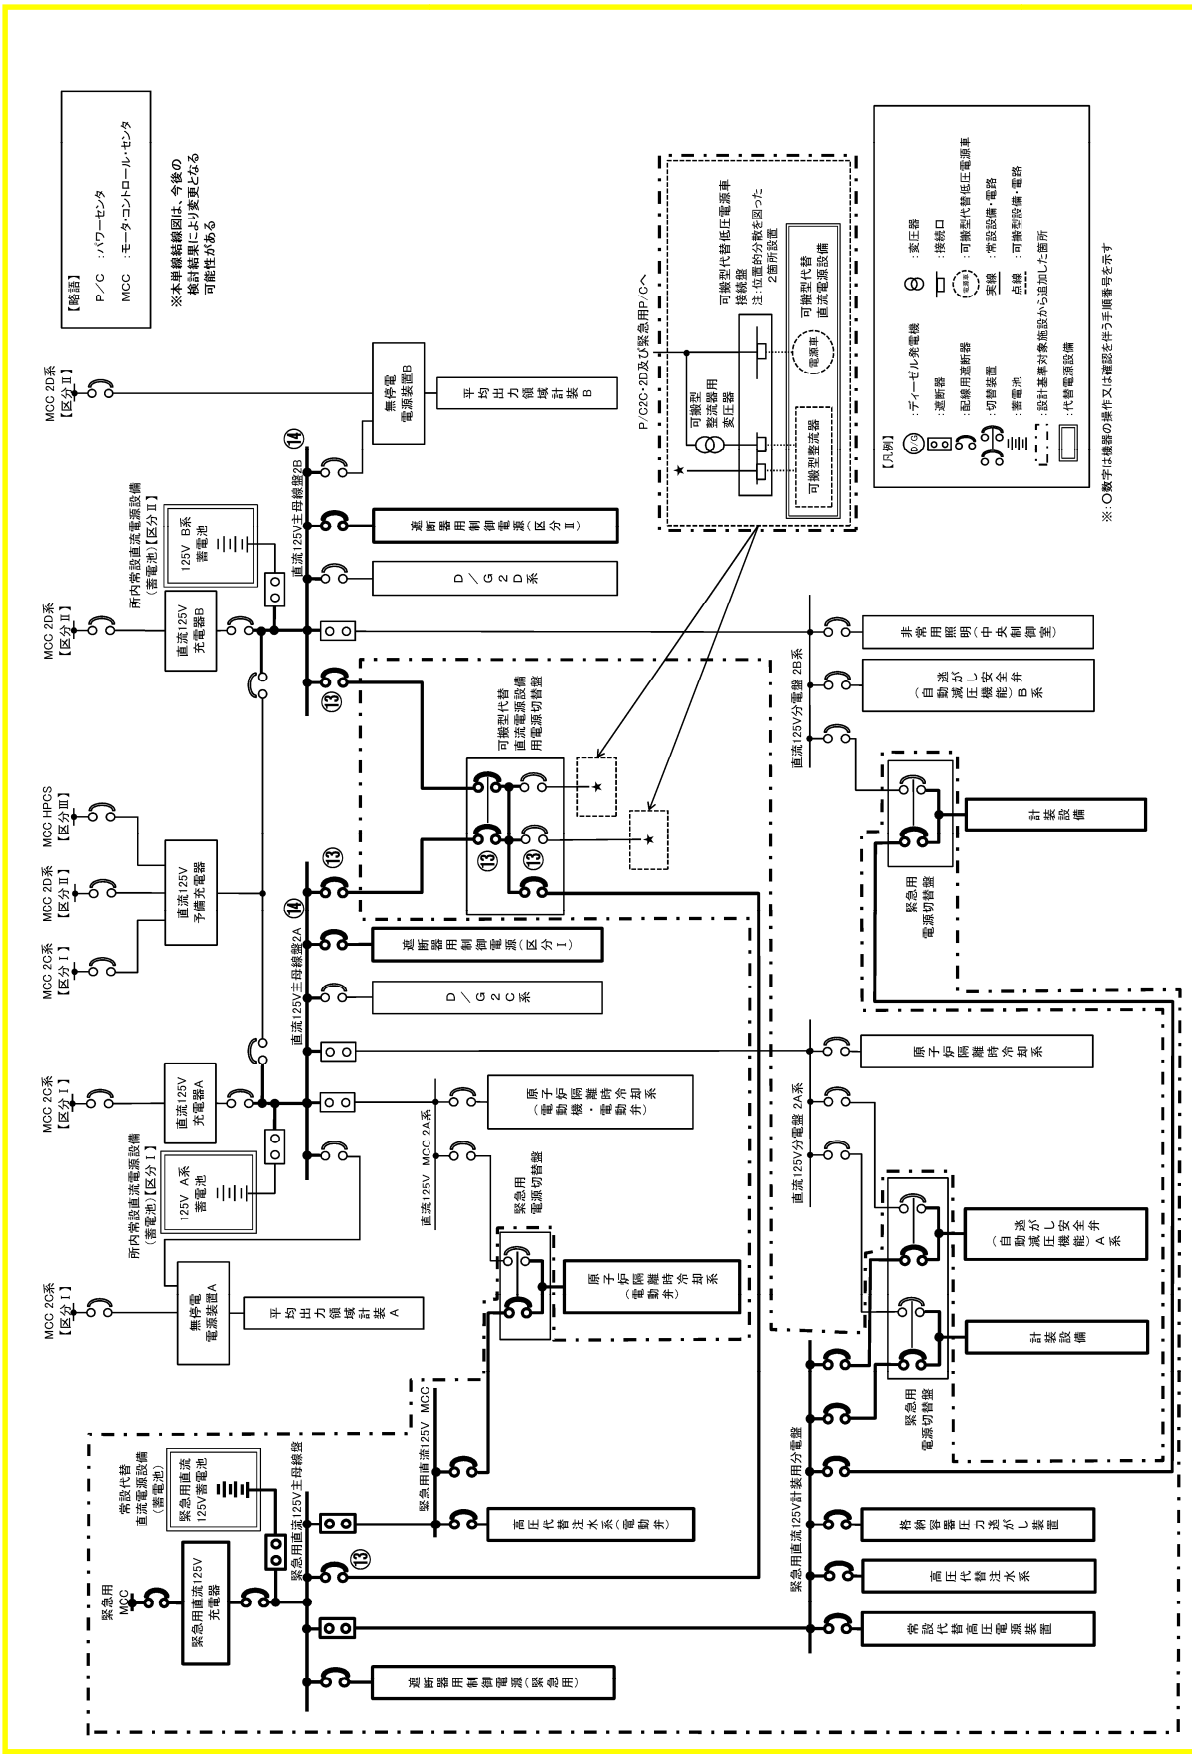 【略語】
P/C :パワーセンタ
MCC :モータ・コントロール・センタ
※本単線結線図は、今後の
検討結果により変更となる
可能性がある
MCC 2C系
【区分Ⅰ】
無停電
電源装置A
平均出力領域計装A
MCC 2C系
【区分Ⅰ】
直流125V
充電器A
所内常設直流電源設備
(蓄電池)【区分Ⅰ】
125V A系
蓄電池
MCC 2C系
【区分Ⅰ】
MCC 2D系
【区分Ⅱ】
MCC HPCS
【区分Ⅲ】
直流125V
予備充電器
MCC 2D系
【区分Ⅱ】
直流125V
充電器B
所内常設直流電源設備
(蓄電池)【区分Ⅱ】
125V B系
蓄電池
MCC 2D系
【区分Ⅱ】
無停電
電源装置B
平均出力領域計装B
直流125V主母線盤2A
⑭
直流125V主母線盤2B
⑭
遮断器用制御電源(区分Ⅱ)
D/G2D系
⑬
⑬
遮断器用制御電源(区分Ⅰ)
D/G2C系
可搬型代替
直流電源設備
用電源切替盤
⑬
⑬
★
★
P/C2C・2D及び緊急用P/Cへ
可搬型代替低圧電源車
接続盤
注:位置的分散を図った
2箇所設置
可搬型
整流器用
変圧器
★
可搬型整流器
電源車
可搬型代替
直流電源設備
直流125V MCC 2A系
原子炉隔離時冷却系
(電動機・電動弁)
緊急用
電源切替盤
原子炉隔離時冷却系
(電動弁)
直流125V分電盤 2B系
非常用照明(中央制御室)
逃がし安全弁
(自動減圧機能)B系
緊急用
電源切替盤
計装設備
直流125V分電盤 2A系
原子炉隔離時冷却系
逃がし安全弁
(自動減圧機能)A系
計装設備
緊急用
電源切替盤
緊急用
MCC
緊急用直流125V
充電器
常設代替
直流電源設備
(蓄電池)
緊急用直流
125V蓄電池
緊急用直流125V主母線盤
⑬
遮断器用制御電源(緊急用)
緊急用直流125V MCC
高圧代替注水系(電動弁)
緊急用直流125V計装用分電盤
格納容器圧力逃がし装置
高圧代替注水系
常設代替高圧電源装置
【凡例】
D/G :ディーゼル発電機
:遮断器
:配線用遮断器
:切替装置
:蓄電池
:設計基準対象施設から追加した箇所
:代替電源設備
:変圧器
:接続口
電源車 :可搬型代替低圧電源車
実線 :常設設備・電路
点線 :可搬型設備・電路
※:〇数字は機器の操作又は確認を伴う手順番号を示す